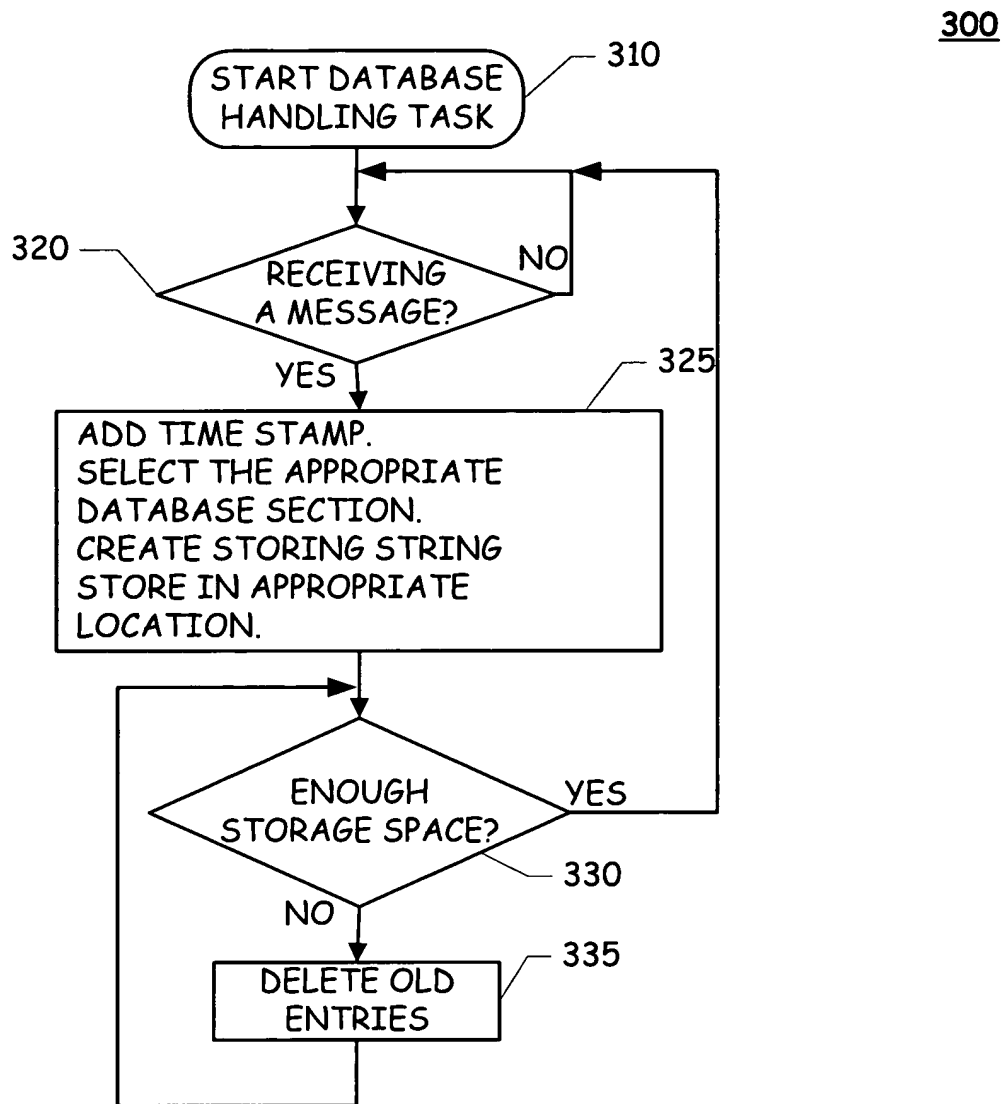 300
START DATABASE
HANDLING TASK
310
320
RECEIVING
A MESSAGE?
NO
YES
325
ADD TIME STAMP.
SELECT THE APPROPRIATE
DATABASE SECTION.
CREATE STORING STRING
STORE IN APPROPRIATE
LOCATION.
ENOUGH
STORAGE SPACE?
YES
330
NO
335
DELETE OLD
ENTRIES